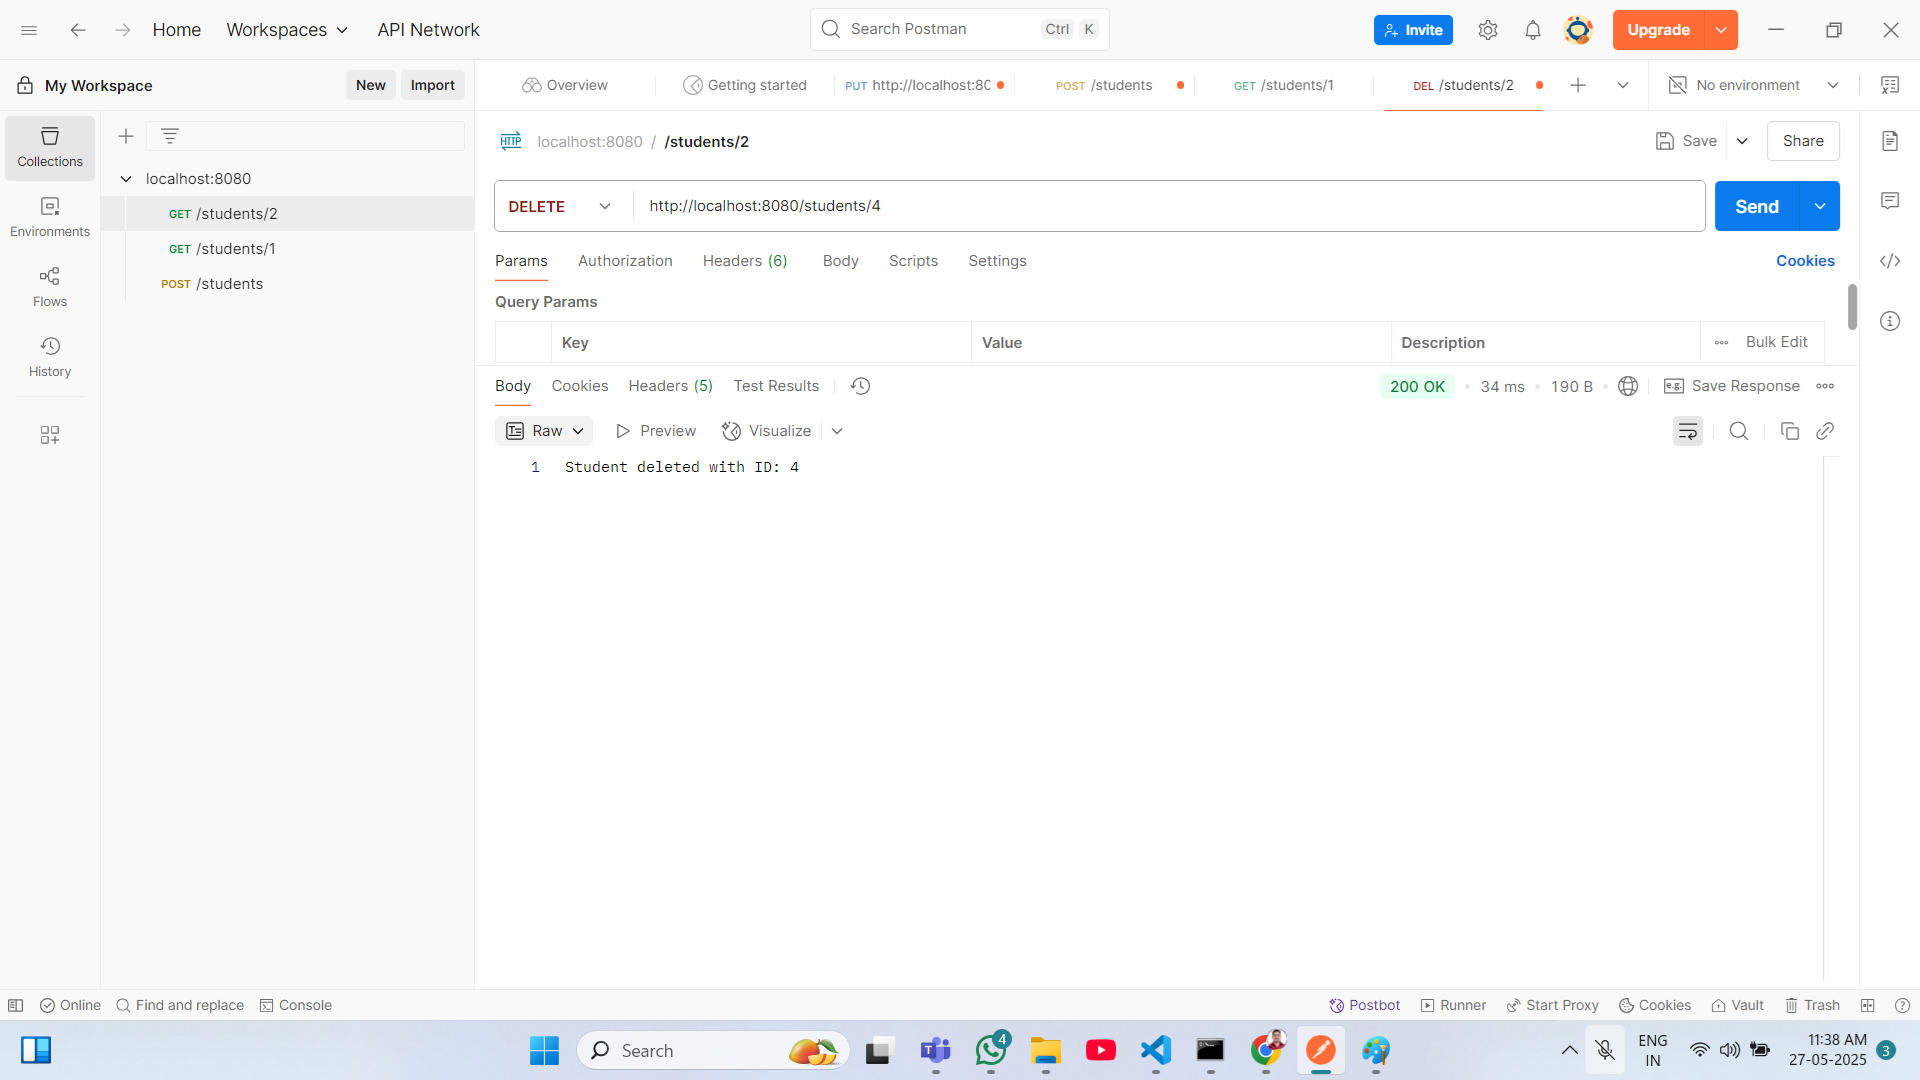 Home
Workspaces
API Network
Search Postman
Ctrl K
Invite
Upgrade
My Workspace
New
Import
Overview
Getting started
PUT http://localhost:80
POST /students
GET /students/1
DEL /students/2
No environment
Collections
Environments
Flows
History
localhost:8080
GET /students/2
GET /students/1
POST /students
HTTP
localhost:8080 / /students/2
Save
Share
DELETE
http://localhost:8080/students/4
Send
Params
Authorization
Headers (6)
Body
Scripts
Settings
Cookies
Query Params
Key
Value
Description
Bulk Edit
Body
Cookies
Headers (5)
Test Results
200 OK
34 ms
190 B
e.g.
Save Response
Raw
Preview
Visualize
1 Student deleted with ID: 4
Online
Find and replace
Console
Postbot
Runner
Start Proxy
Cookies
Vault
Trash
Search
4
ENG
IN
11:38 AM
27-05-2025
3